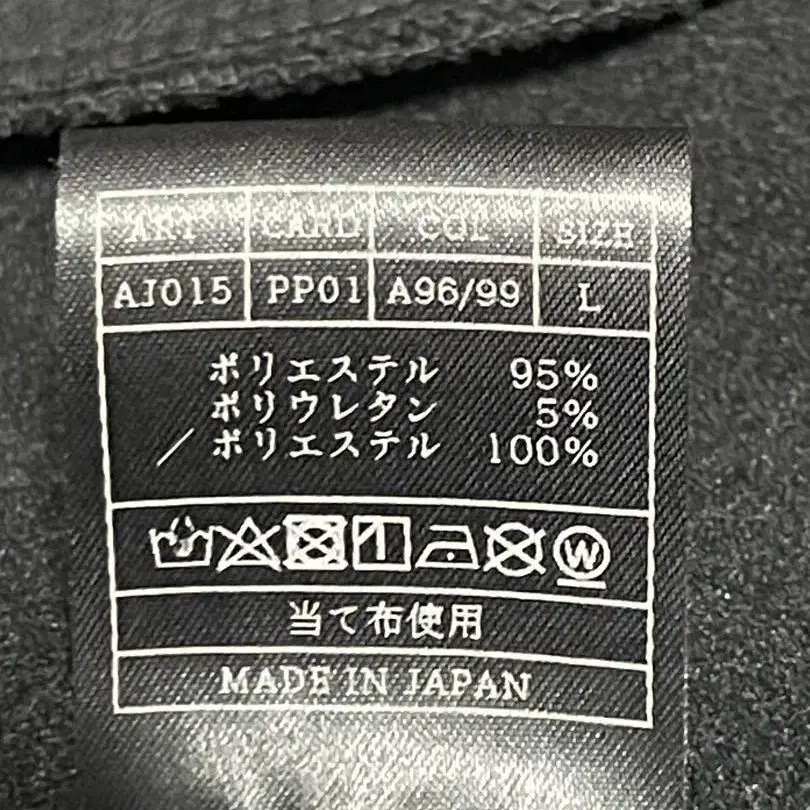 ART CARD COL SIZE
AJ015 PP01 A96/99 L
ポリエステル 95%
ポリウレタン 5%
/ポリエステル 100%
W
当て布使用
MADE IN JAPAN